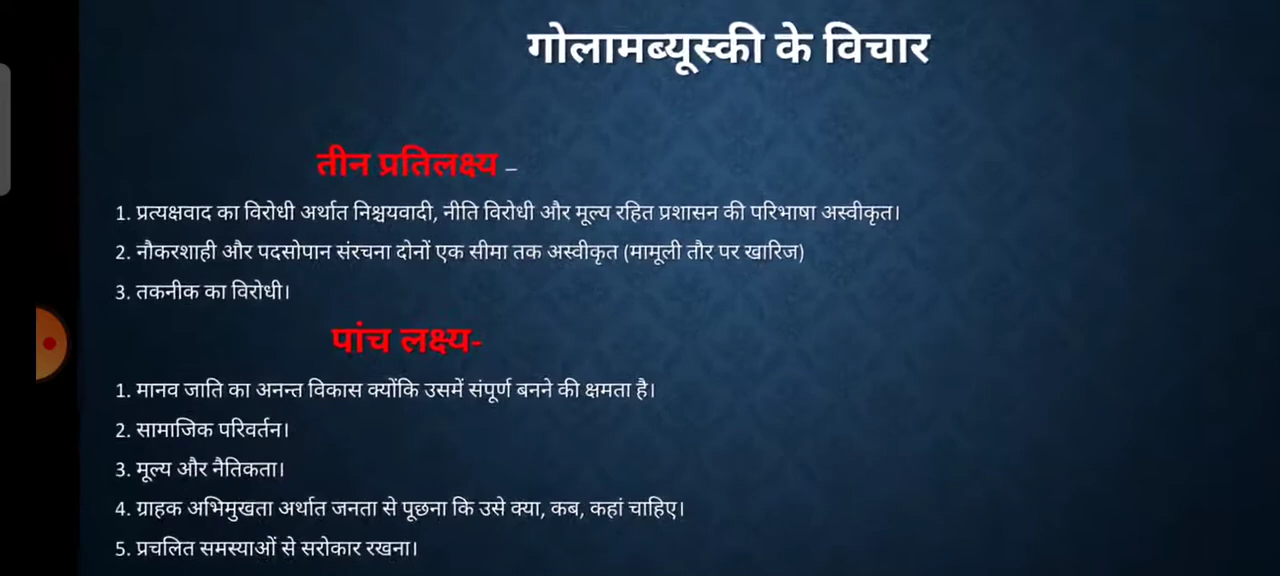 गोलामब्यूस्की के विचार
तीन प्रतिलक्ष्य –
1. प्रत्यक्षवाद का विरोधी अर्थात निश्चयवादी, नीति विरोधी और मूल्य रहित प्रशासन की परिभाषा अस्वीकृत।
2. नौकरशाही और पदसोपान संरचना दोनों एक सीमा तक अस्वीकृत (मामूली तौर पर खारिज)
3. तकनीक का विरोधी।
पांच लक्ष्य-
1. मानव जाति का अनन्त विकास क्योंकि उसमें संपूर्ण बनने की क्षमता है।
2. सामाजिक परिवर्तन।
3. मूल्य और नैतिकता।
4. ग्राहक अभिमुखता अर्थात जनता से पूछना कि उसे क्या, कब, कहां चाहिए।
5. प्रचलित समस्याओं से सरोकार रखना।